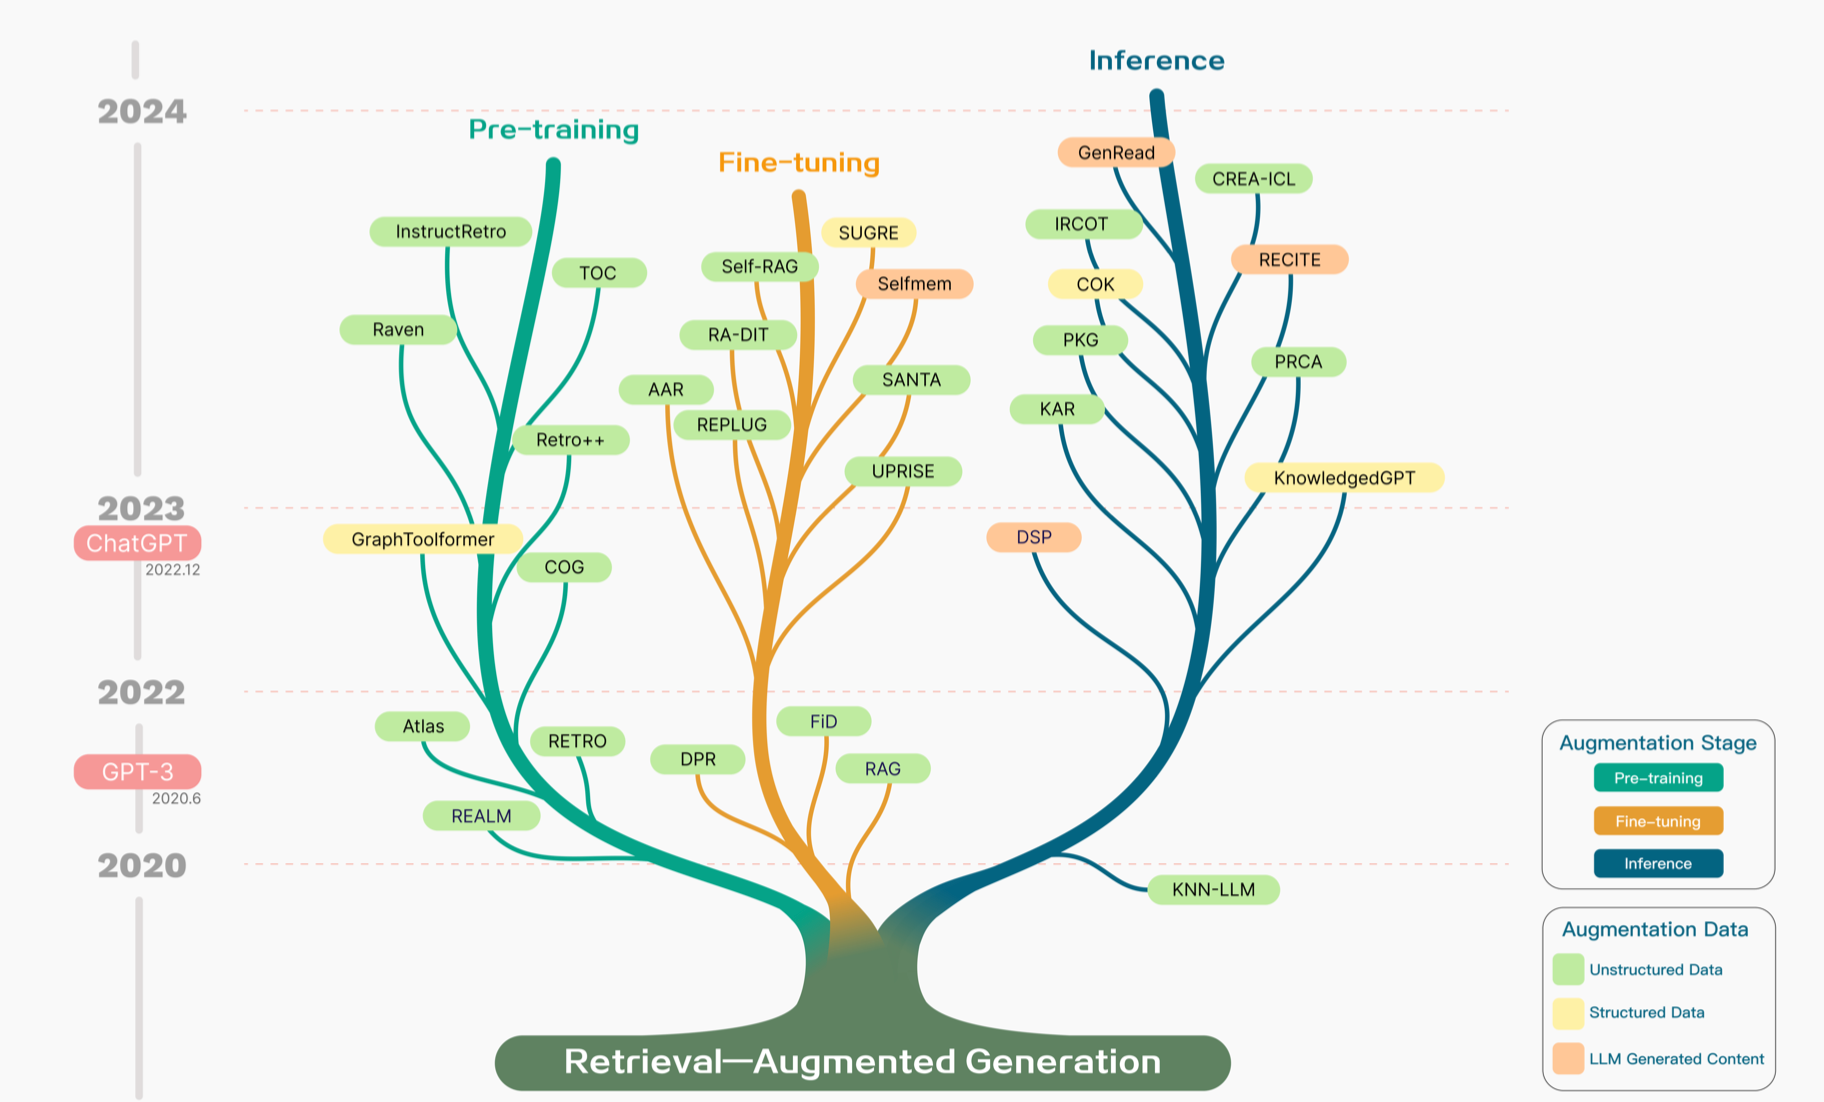 Inference
2024
Pre-training
GenRead
Fine-tuning
CREA-ICL
IRCOT
InstructRetro
SUGRE
RECITE
Self-RAG
TOC
Selfmem
COK
Raven
RA-DIT
PKG
PRCA
SANTA
AAR
KAR
REPLUG
Retro++
UPRISE
KnowledgedGPT
2023
DSP
GraphToolformer
ChatGPT
2022.12
COG
2022
FiD
Atlas
RETRO
DPR
RAG
GPT-3
2020.6
REALM
2020
KNN-LLM
Retrieval—Augmented Generation
Augmentation Stage
Pre-training
Fine-tuning
Inference
Augmentation Data
Unstructured Data
Structured Data
LLM Generated Content